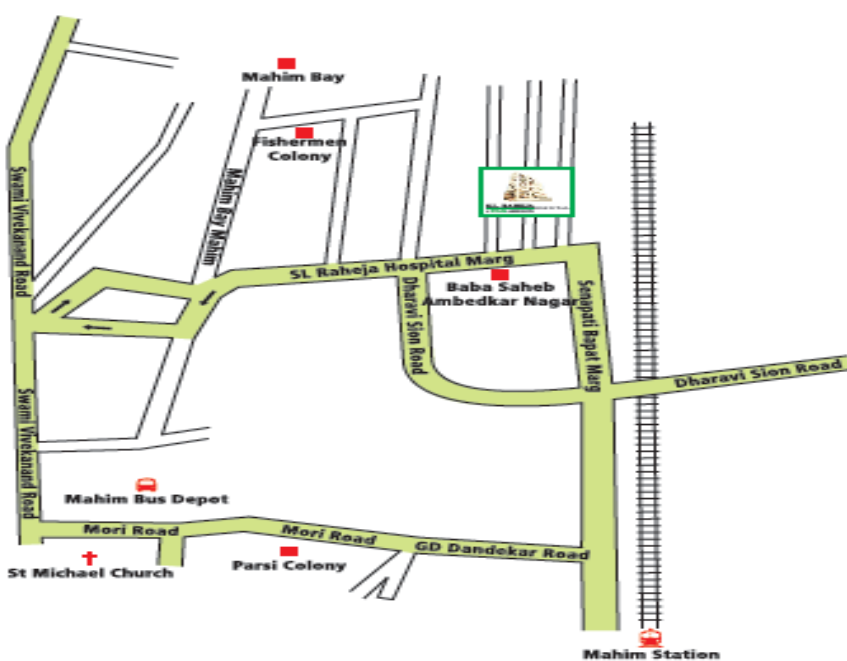 Mahim Bay
Fishermen
Colony
Swami Vivekanand Road
Mahim Bay Mahim
SL Raheja Hospital Marg
Baba Saheb
Ambedkar Nagar
Dharavi Sion Road
Senapati Bapat Marg
Dharavi Sion Road
Swami Vivekanand Road
Mahim Bus Depot
Mori Road
Mori Road
GD Dandekar Road
St Michael Church
Parsi Colony
Mahim Station